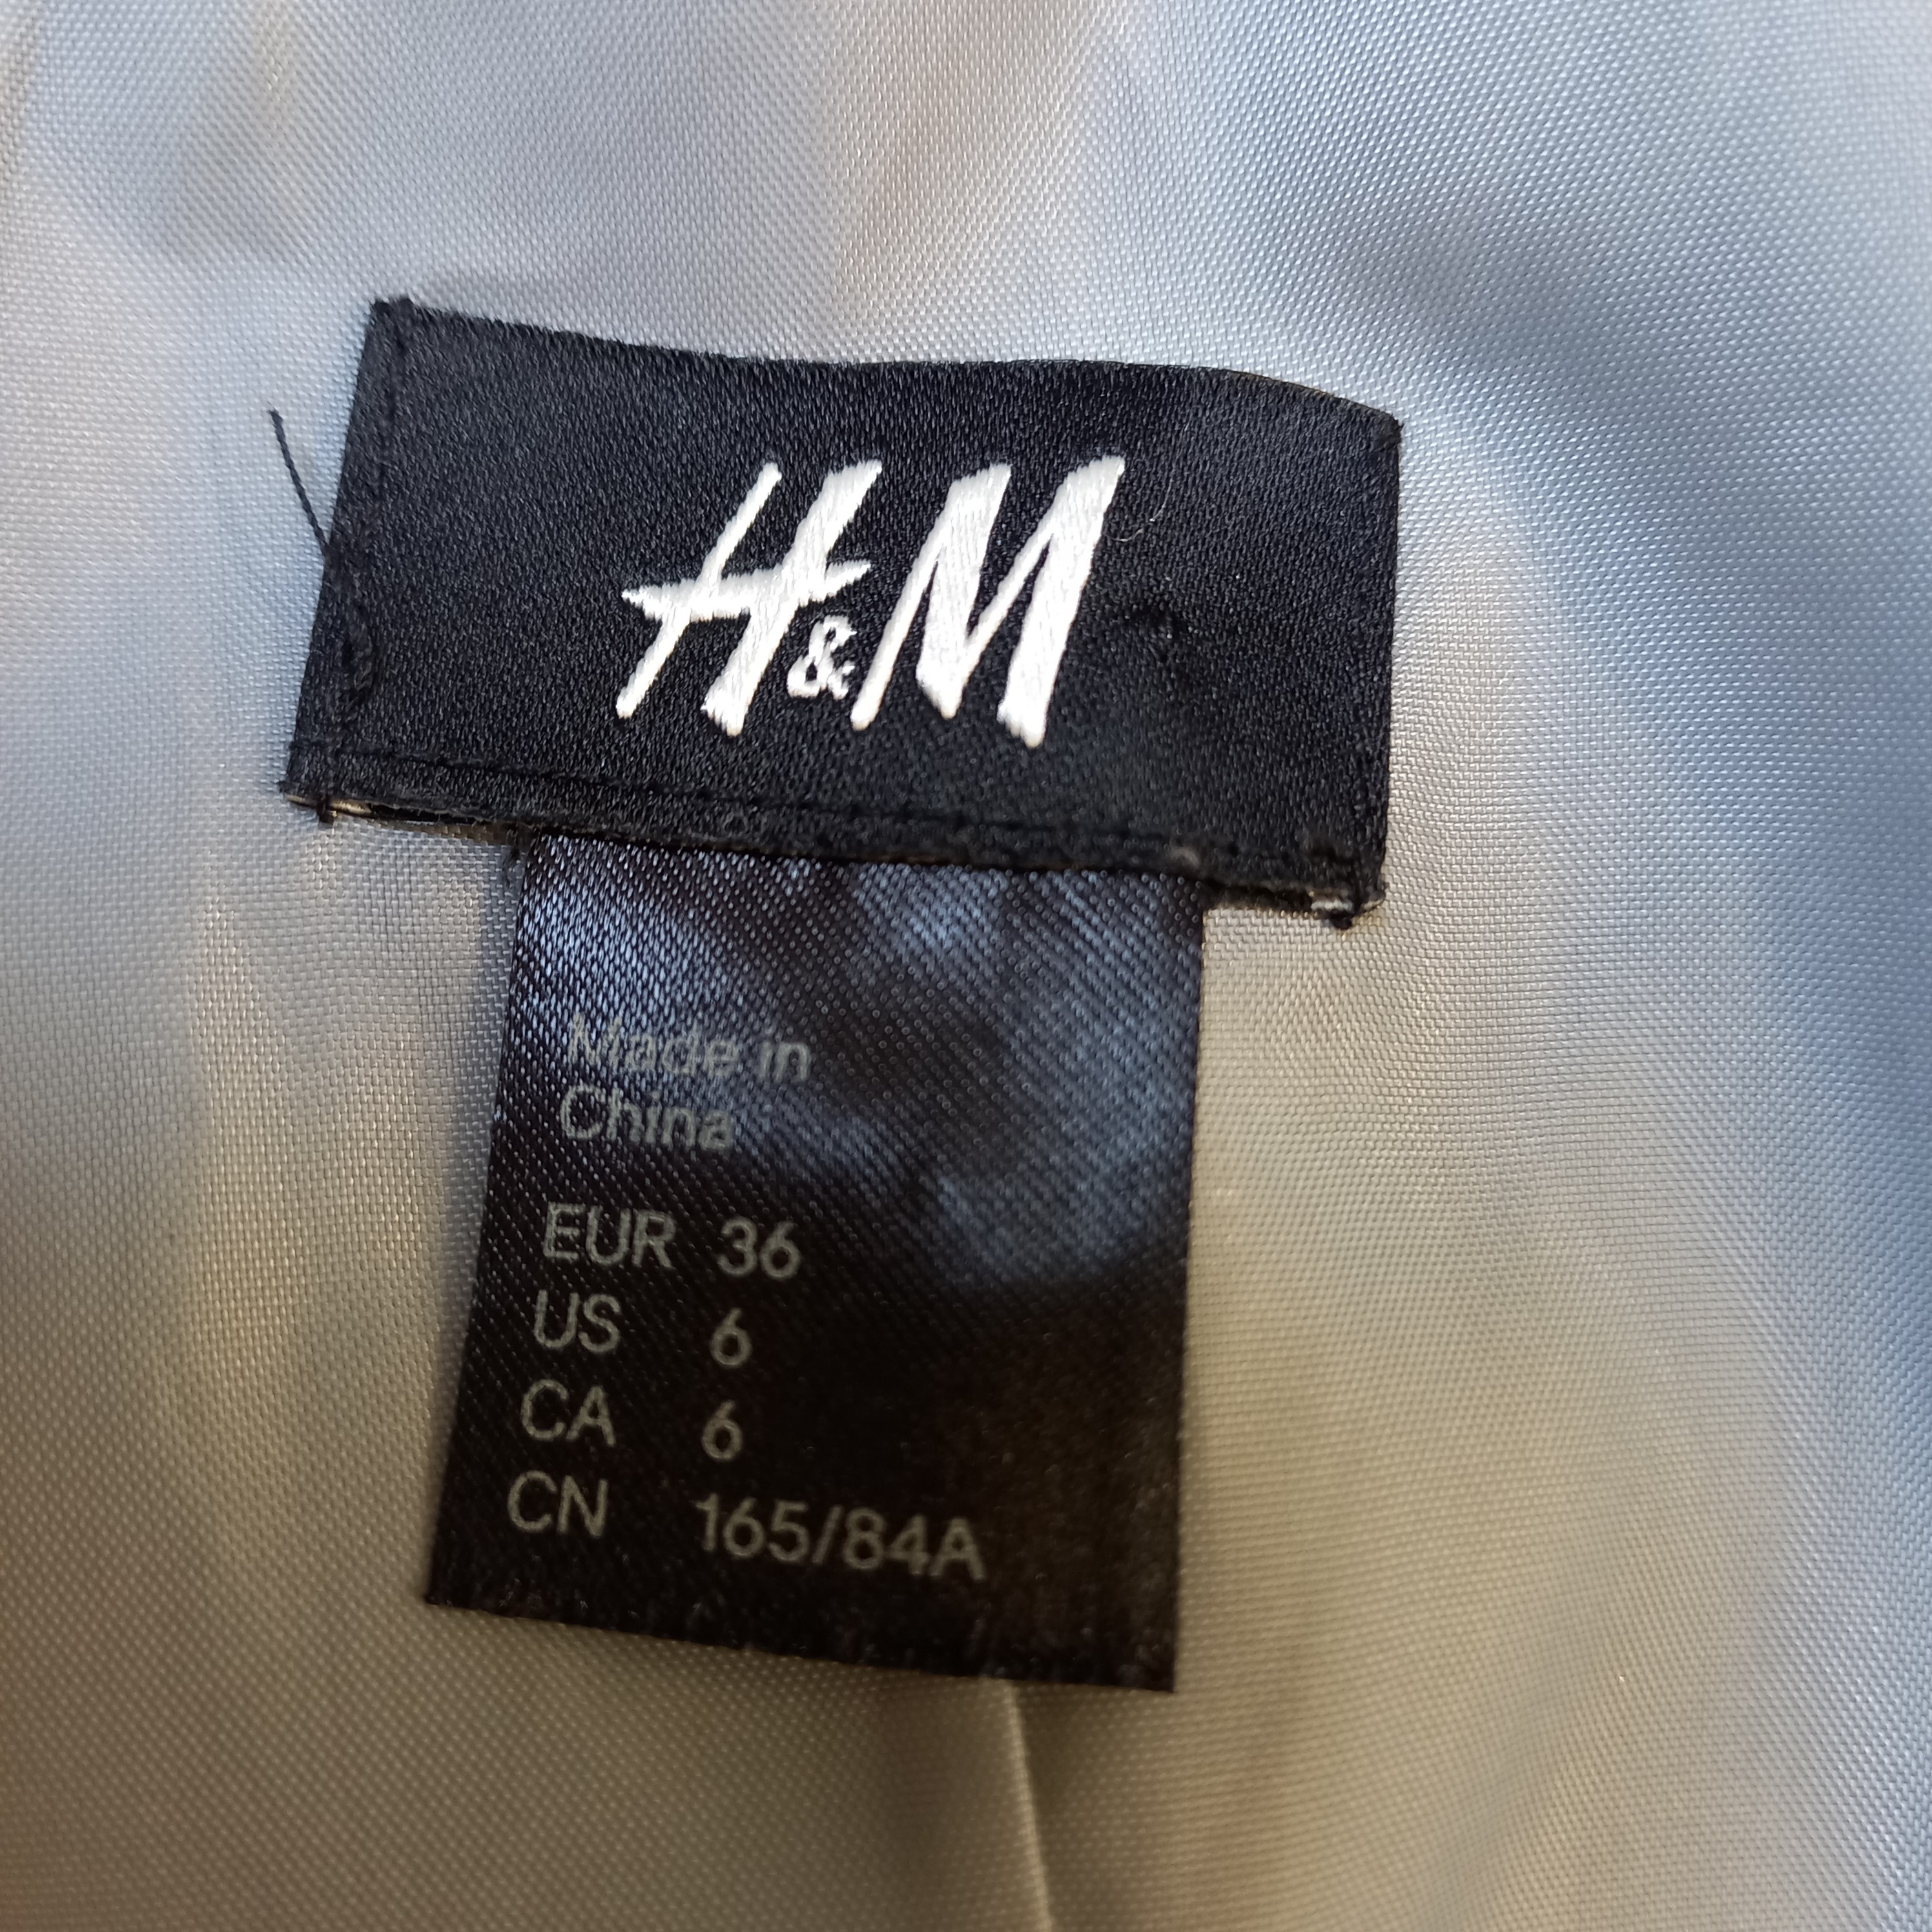 H&M
Made in
China
EUR 36
US 6
CA 6
CN 165/84A